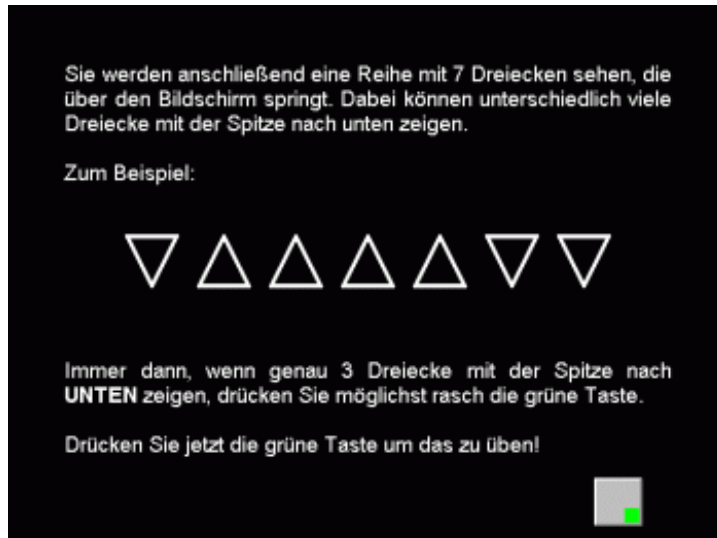 Sie werden anschließend eine Reihe mit 7 Dreiecken sehen, die
über den Bildschirm springt. Dabei können unterschiedlich viele
Dreiecke mit der Spitze nach unten zeigen.
Zum Beispiel:
Immer dann, wenn genau 3 Dreiecke mit der Spitze nach
UNTEN zeigen, drücken Sie möglichst rasch die grüne Taste.
Drücken Sie jetzt die grüne Taste um das zu üben!